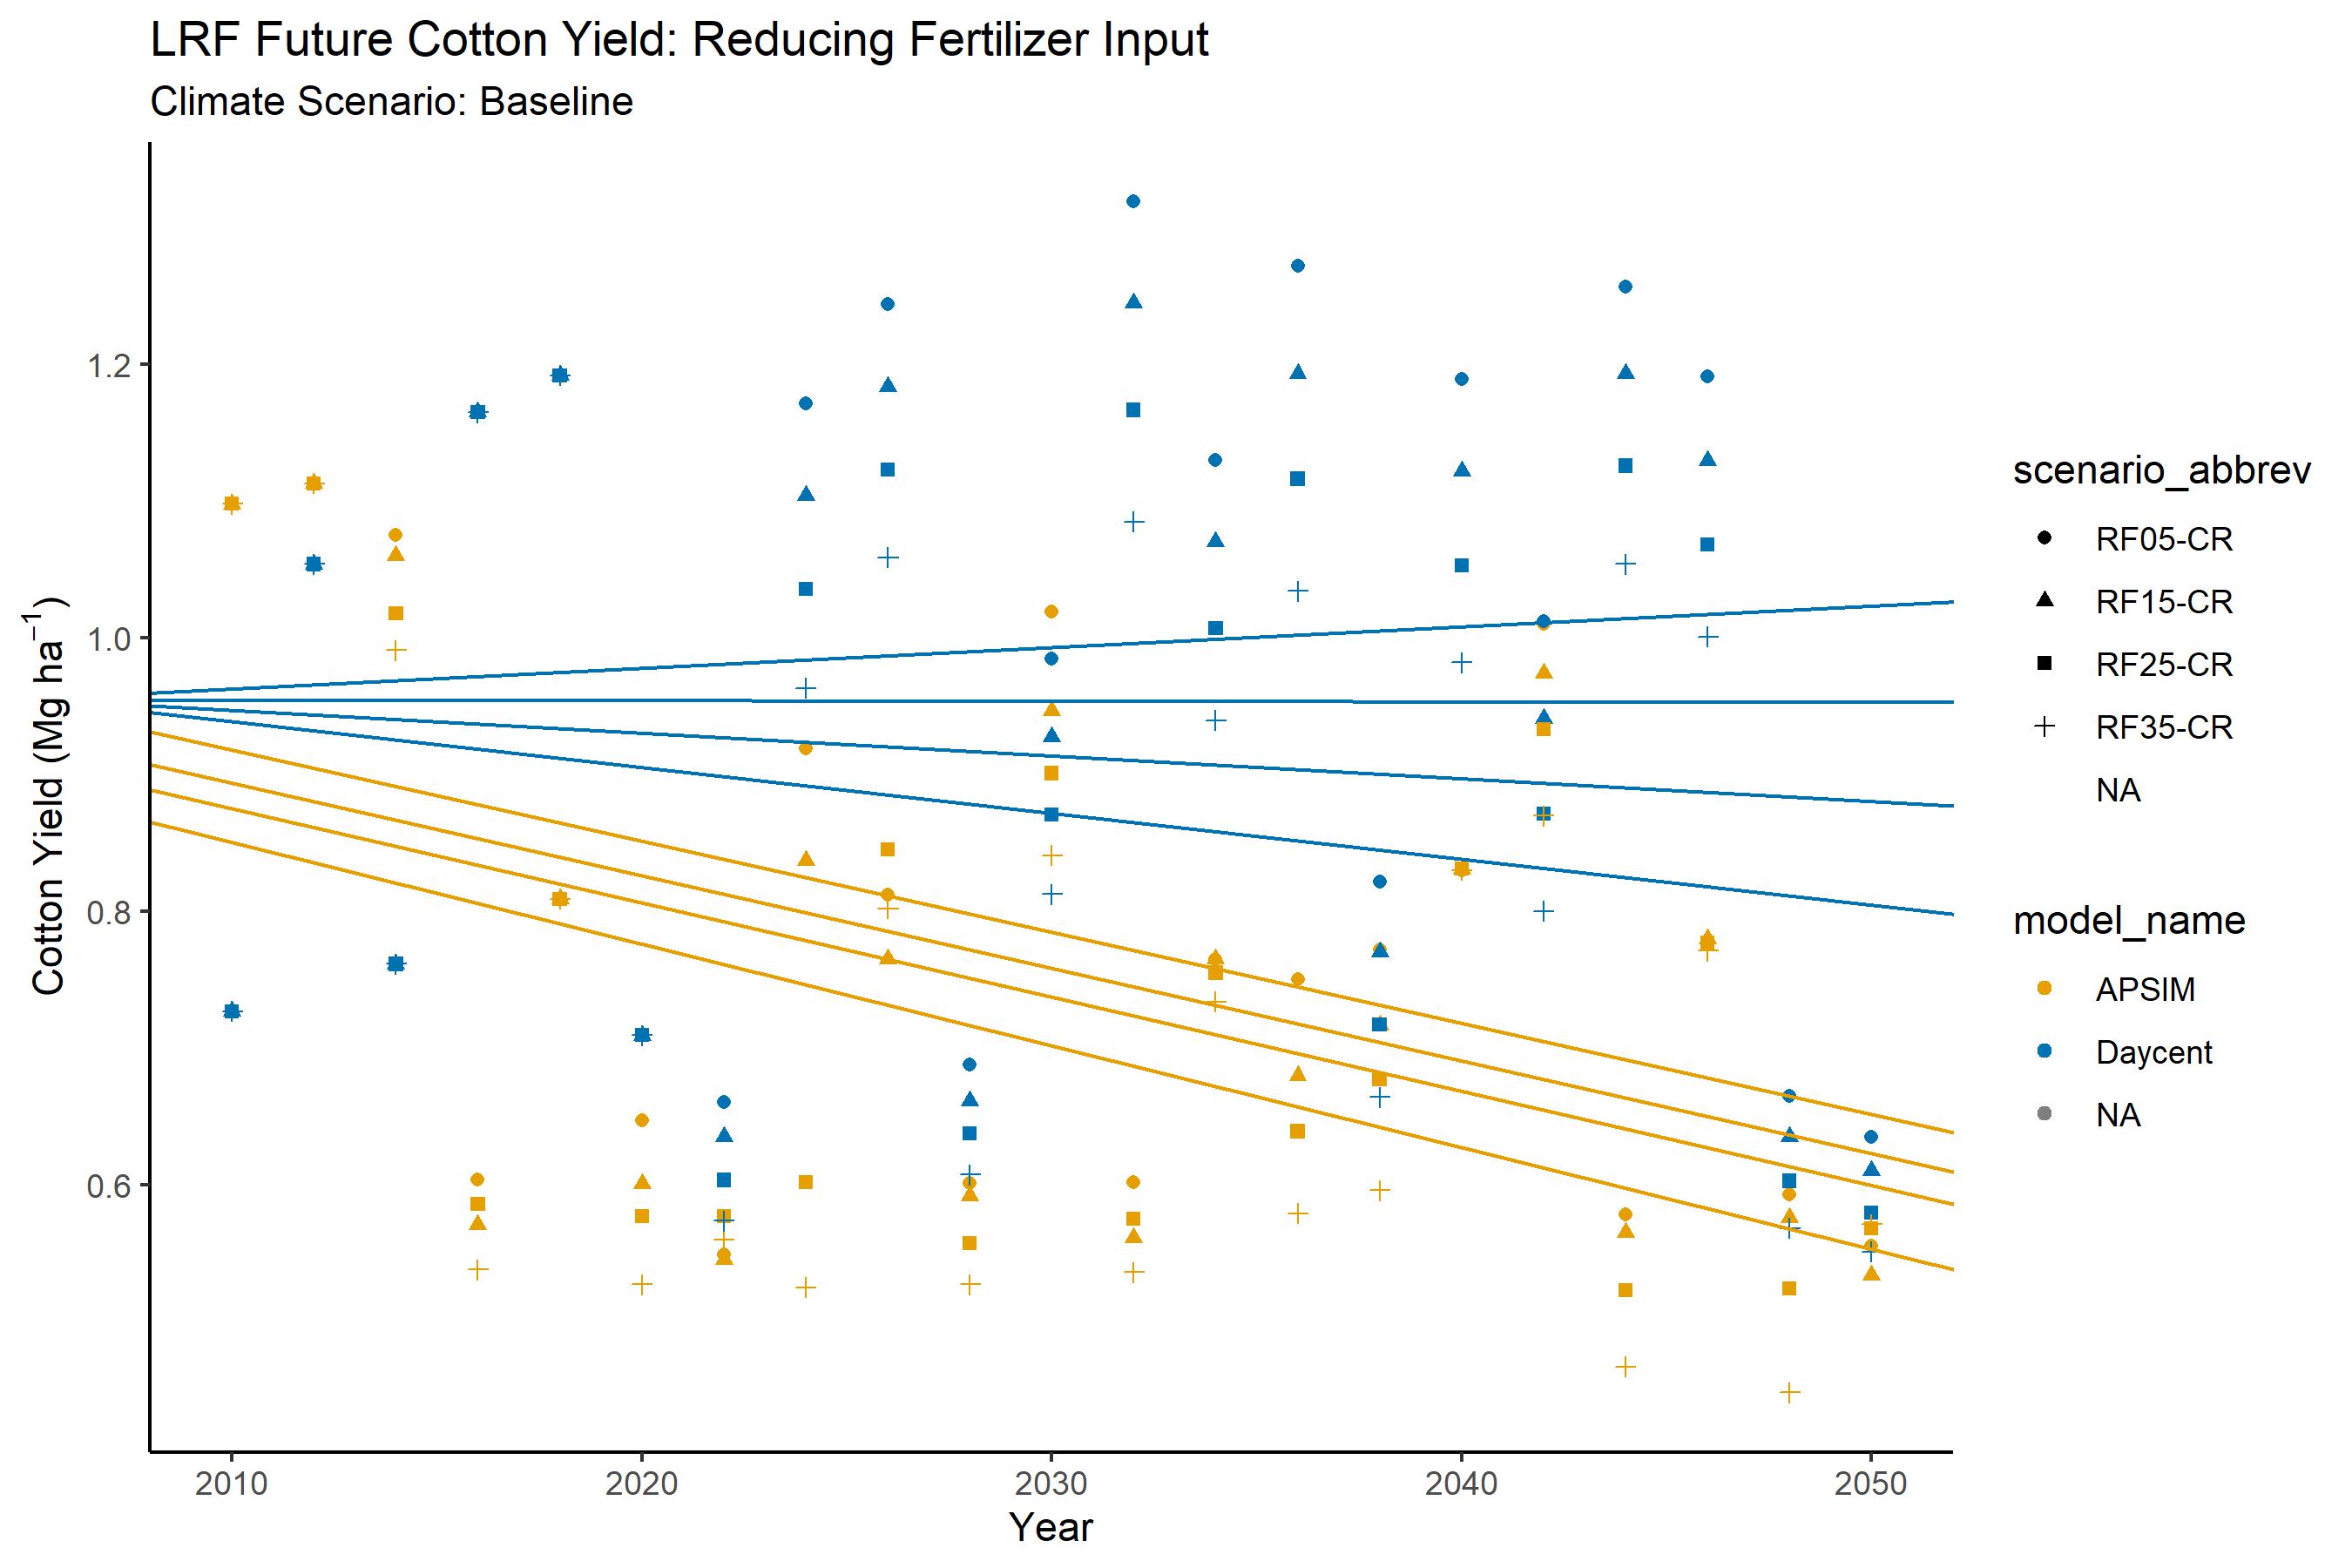 LRF Future Cotton Yield: Reducing Fertilizer Input
Climate Scenario: Baseline
Cotton Yield (Mg ha⁻¹)
1.2
1.0
0.8
0.6
2010 2020 2030 2040 2050
Year
scenario_abbrev
RF05-CR
RF15-CR
RF25-CR
RF35-CR
NA
model_name
APSIM
Daycent
NA